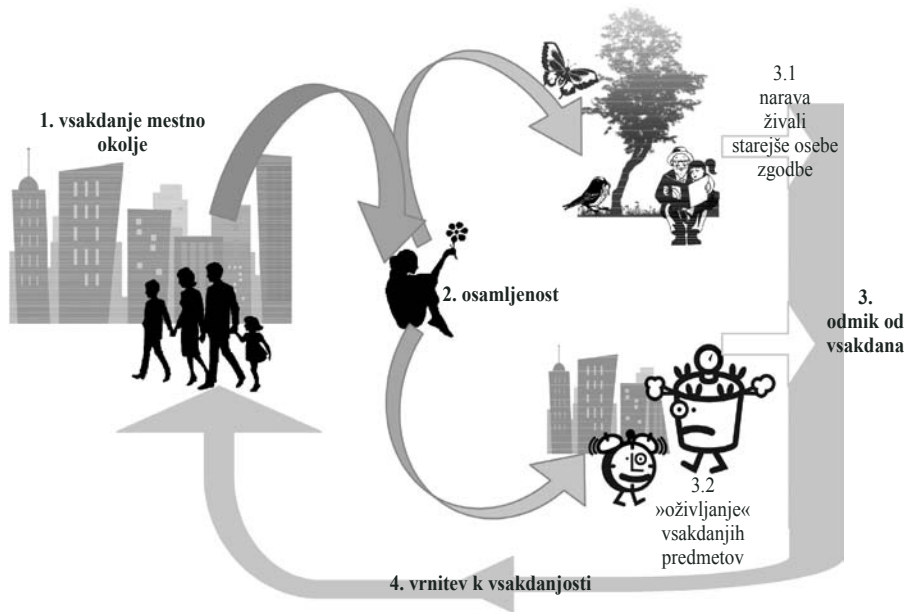 1. vsakdanje mestno
okolje
2. osamljenost
3.1
narava
živali
starejše osebe
zgodbe
3.
odmik od
vsakdana
3.2
»oživljanje«
vsakdanjih
predmetov
4. vrnitev k vsakdanjosti